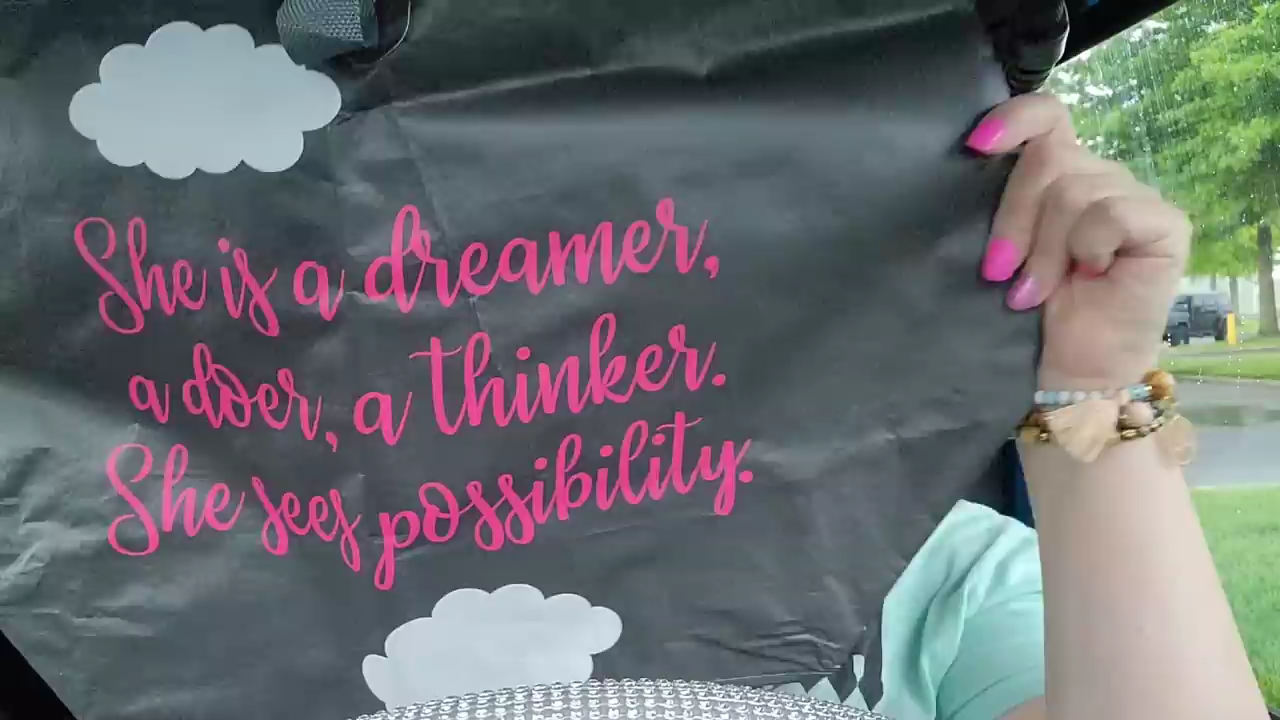 She is a dreamer,
a doer, a thinker.
She sees possibility.